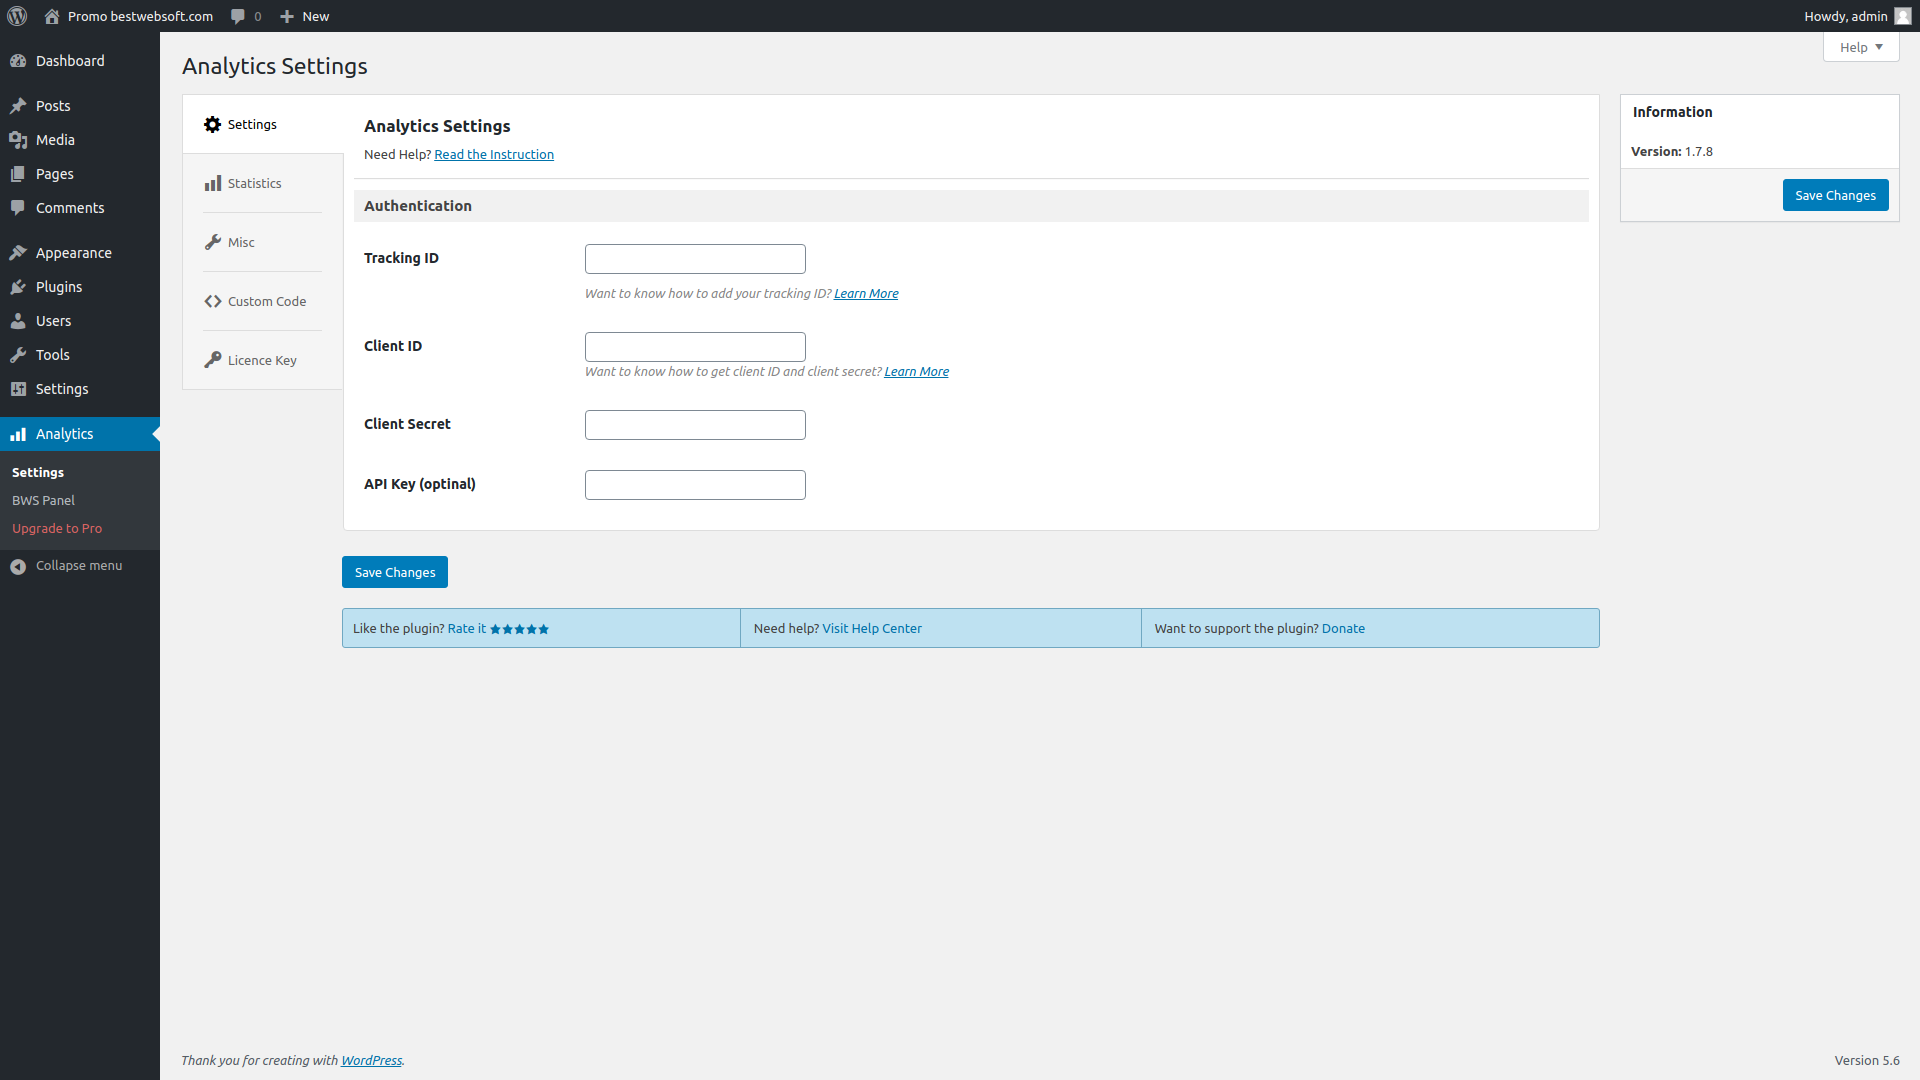 Promo bestwebsoft.com 0 New Howdy, admin
Help
Dashboard
Posts
Media
Pages
Comments
Appearance
Plugins
Users
Tools
Settings
Analytics
Settings
BWS Panel
Upgrade to Pro
Collapse menu
Analytics Settings
Settings
Statistics
Misc
Custom Code
Licence Key
Analytics Settings
Need Help? Read the Instruction
Authentication
Tracking ID
Want to know how to add your tracking ID? Learn More
Client ID
Want to know how to get client ID and client secret? Learn More
Client Secret
API Key (optinal)
Save Changes
Like the plugin? Rate it
Need help? Visit Help Center
Want to support the plugin? Donate
Information
Version: 1.7.8
Save Changes
Thank you for creating with WordPress.
Version 5.6